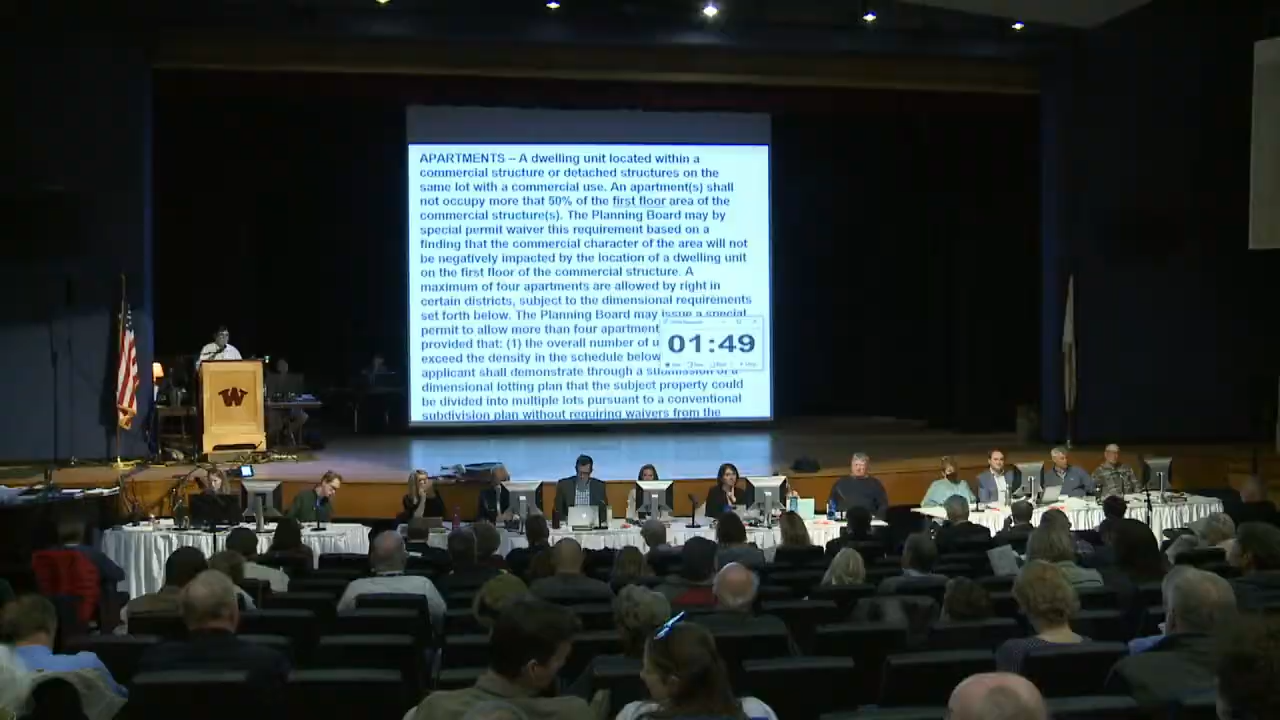 APARTMENTS – A dwelling unit located within a
commercial structure or detached structures on the
same lot with a commercial use. An apartment(s) shall
not occupy more that 50% of the first floor area of the
commercial structure(s). The Planning Board may by
special permit waiver this requirement based on a
finding that the commercial character of the area will not
be negatively impacted by the location of a dwelling unit
on the first floor of the commercial structure. A
maximum of four apartments are allowed by right in
certain districts, subject to the dimensional requirements
set forth below. The Planning Board may issue a special
permit to allow more than four apartment
provided that: (1) the overall number of u
exceed the density in the schedule below
applicant shall demonstrate through a submission of a
dimensional lotting plan that the subject property could
be divided into multiple lots pursuant to a conventional
subdivision plan without requiring waivers from the
01:49
W